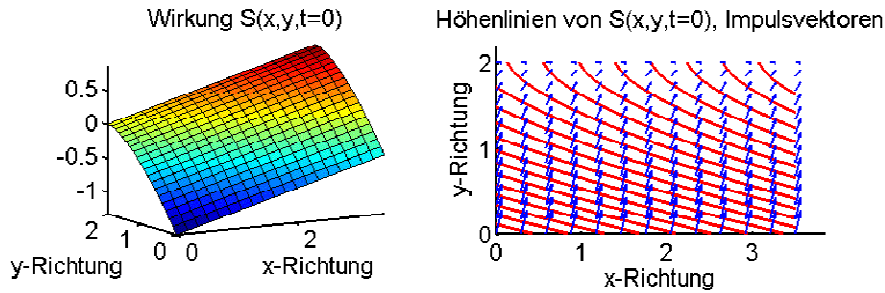 Wirkung S(x,y,t=0)
0.5
0
-0.5
-1
2
1
0
0
2
y-Richtung
x-Richtung
Höhenlinien von S(x,y,t=0), Impulsvektoren
2
1
0
y-Richtung
0
1
2
3
x-Richtung